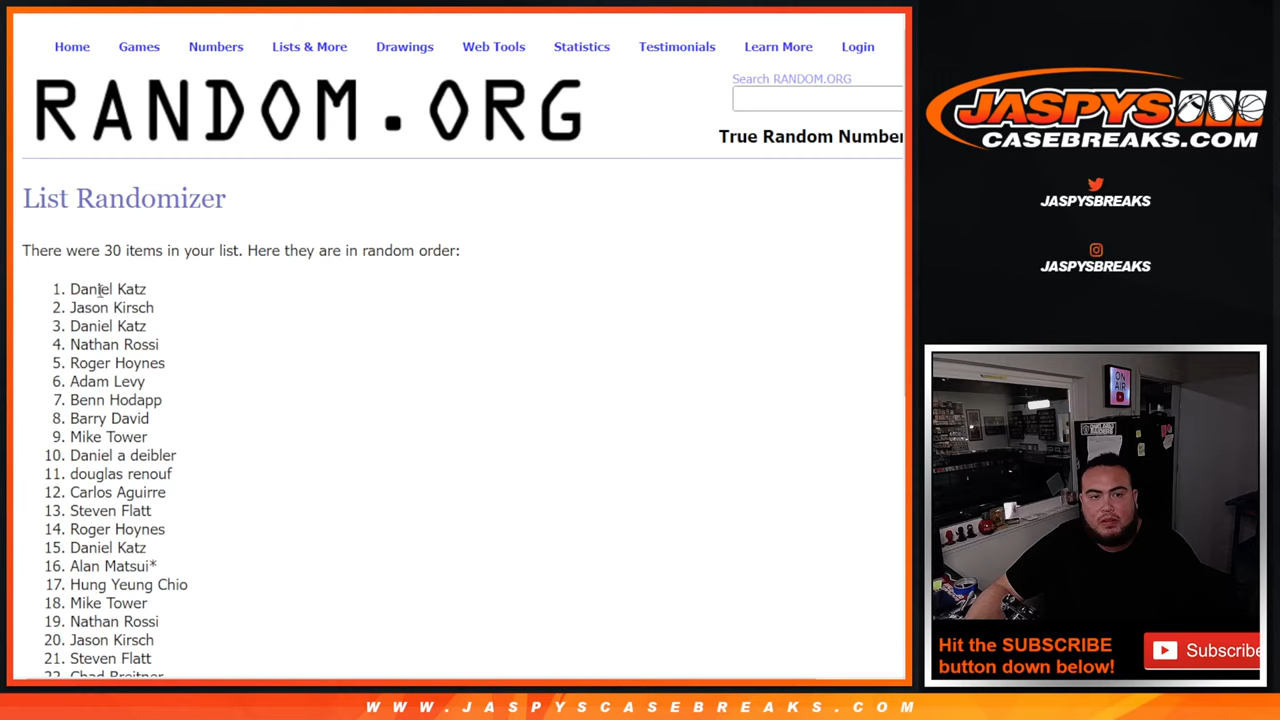 Home Games Numbers Lists & More Drawings Web Tools Statistics Testimonials Learn More Login
RANDOM.ORG
Search RANDOM.ORG
True Random Number
List Randomizer
There were 30 items in your list. Here they are in random order:
1. Daniel Katz
2. Jason Kirsch
3. Daniel Katz
4. Nathan Rossi
5. Roger Hoynes
6. Adam Levy
7. Benn Hodapp
8. Barry David
9. Mike Tower
10. Daniel a deibler
11. douglas renouf
12. Carlos Aguirre
13. Steven Flatt
14. Roger Hoynes
15. Daniel Katz
16. Alan Matsui*
17. Hung Yeung Chio
18. Mike Tower
19. Nathan Rossi
20. Jason Kirsch
21. Steven Flatt
22. Chad Breitner
JASPYS
CASEBREAKS.COM
JASPYSBREAKS
JASPYSBREAKS
ON
AIR
Hit the SUBSCRIBE
button down below!
Subscribe
WWW.JASPYSCASEBREAKS.COM